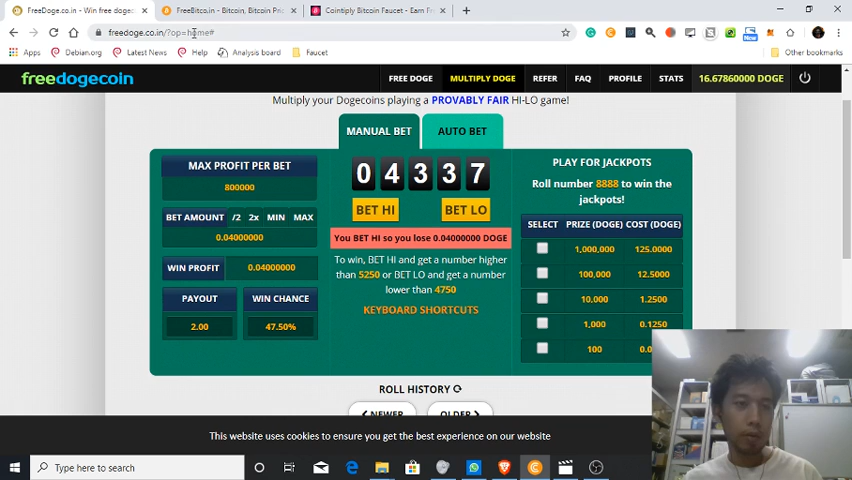 FreeDoge.co.in - Win free dogec
FreeBitco.in - Bitcoin, Bitcoin Pri
Cointiply Bitcoin Faucet - Earn Fr
freedoge.co.in/?op=home#
Apps Debian.org Latest News Help Analysis board Faucet Other bookmarks
freedogecoin FREE DOGE MULTIPLY DOGE REFER FAQ PROFILE STATS 16.67860000 DOGE
Multiply your Dogecoins playing a PROVABLY FAIR HI-LO game!
MANUAL BET AUTO BET
MAX PROFIT PER BET
800000
BET AMOUNT /2 2x MIN MAX
0.04000000
WIN PROFIT 0.04000000
PAYOUT WIN CHANCE
2.00 47.50%
0 4 3 3 7
BET HI BET LO
You BET HI so you lose 0.04000000 DOGE
To win, BET HI and get a number higher
than 5250 or BET LO and get a number
lower than 4750
KEYBOARD SHORTCUTS
PLAY FOR JACKPOTS
Roll number 8888 to win the
jackpots!
SELECT PRIZE (DOGE) COST (DOGE)
1,000,000 125.0000
100,000 12.5000
10,000 1.2500
1,000 0.1250
100 0.0
ROLL HISTORY
NEWER OLDER
This website uses cookies to ensure you get the best experience on our website
Type here to search